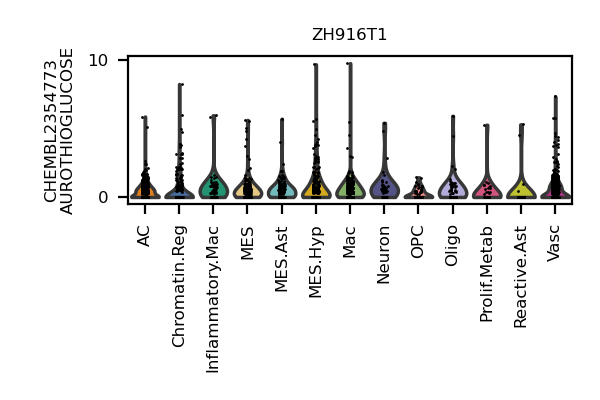 ZH916T1
CHEMBL2354773
AUROTHIOGLUCOSE
10
0
AC
Chromatin.Reg
Inflammatory.Mac
MES
MES.Ast
MES.Hyp
Mac
Neuron
OPC
Oligo
Prolif.Metab
Reactive.Ast
Vasc